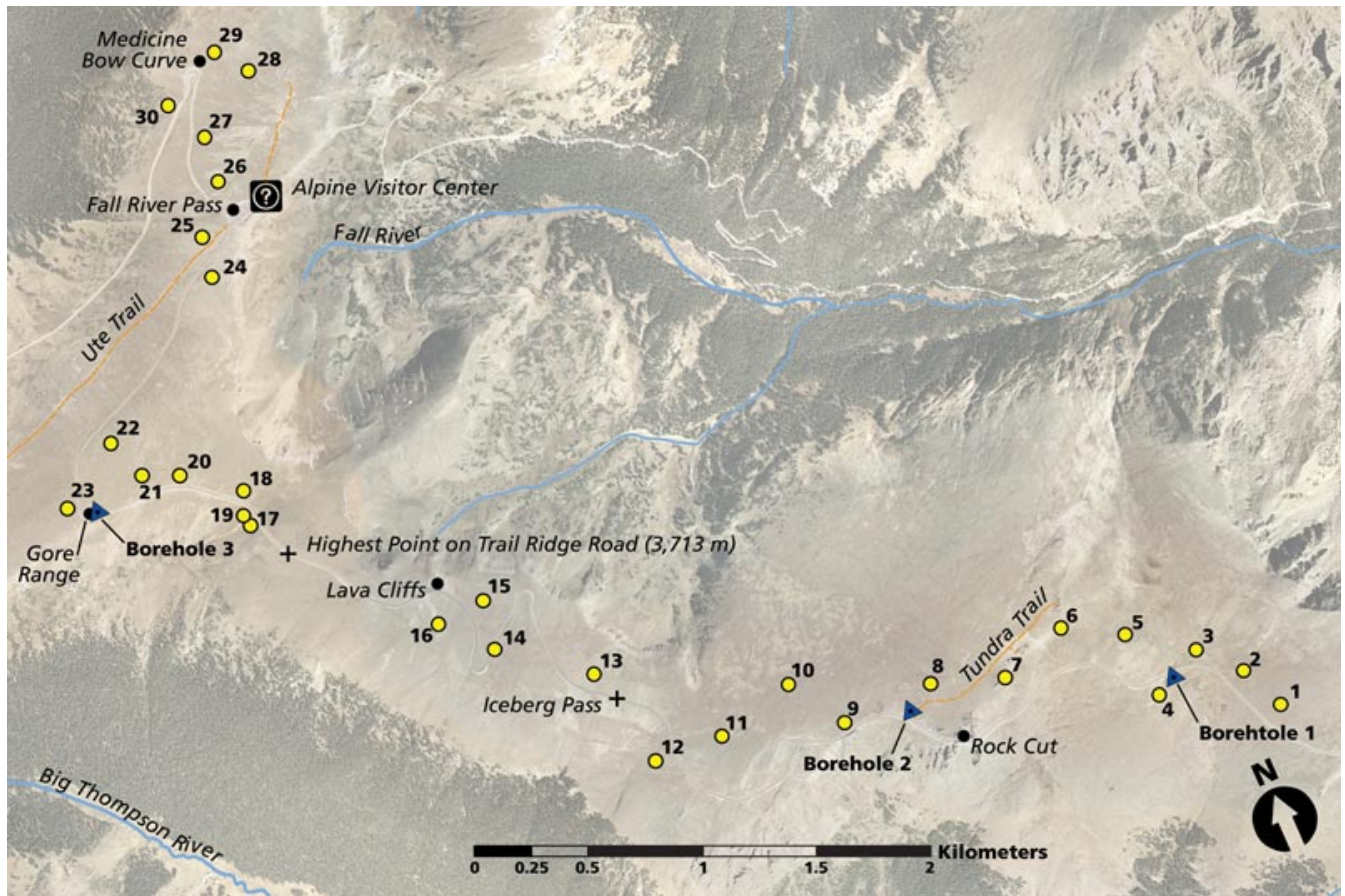 Medicine
Bow Curve
29
28
30
27
26
?
Alpine Visitor Center
Fall River Pass
25
Fall River
24
Ute Trail
22
20
18
23
21
19
17
Gore
Range
Borehole 3
Highest Point on Trail Ridge Road (3,713 m)
Lava Cliffs
15
16
14
13
Iceberg Pass
Tundra Trail
6
5
3
2
10
8
7
1
4
9
11
12
Borehtole 1
Borehole 2
Rock Cut
Big Thompson River
N
Kilometers
0 0.25 0.5 1 1.5 2